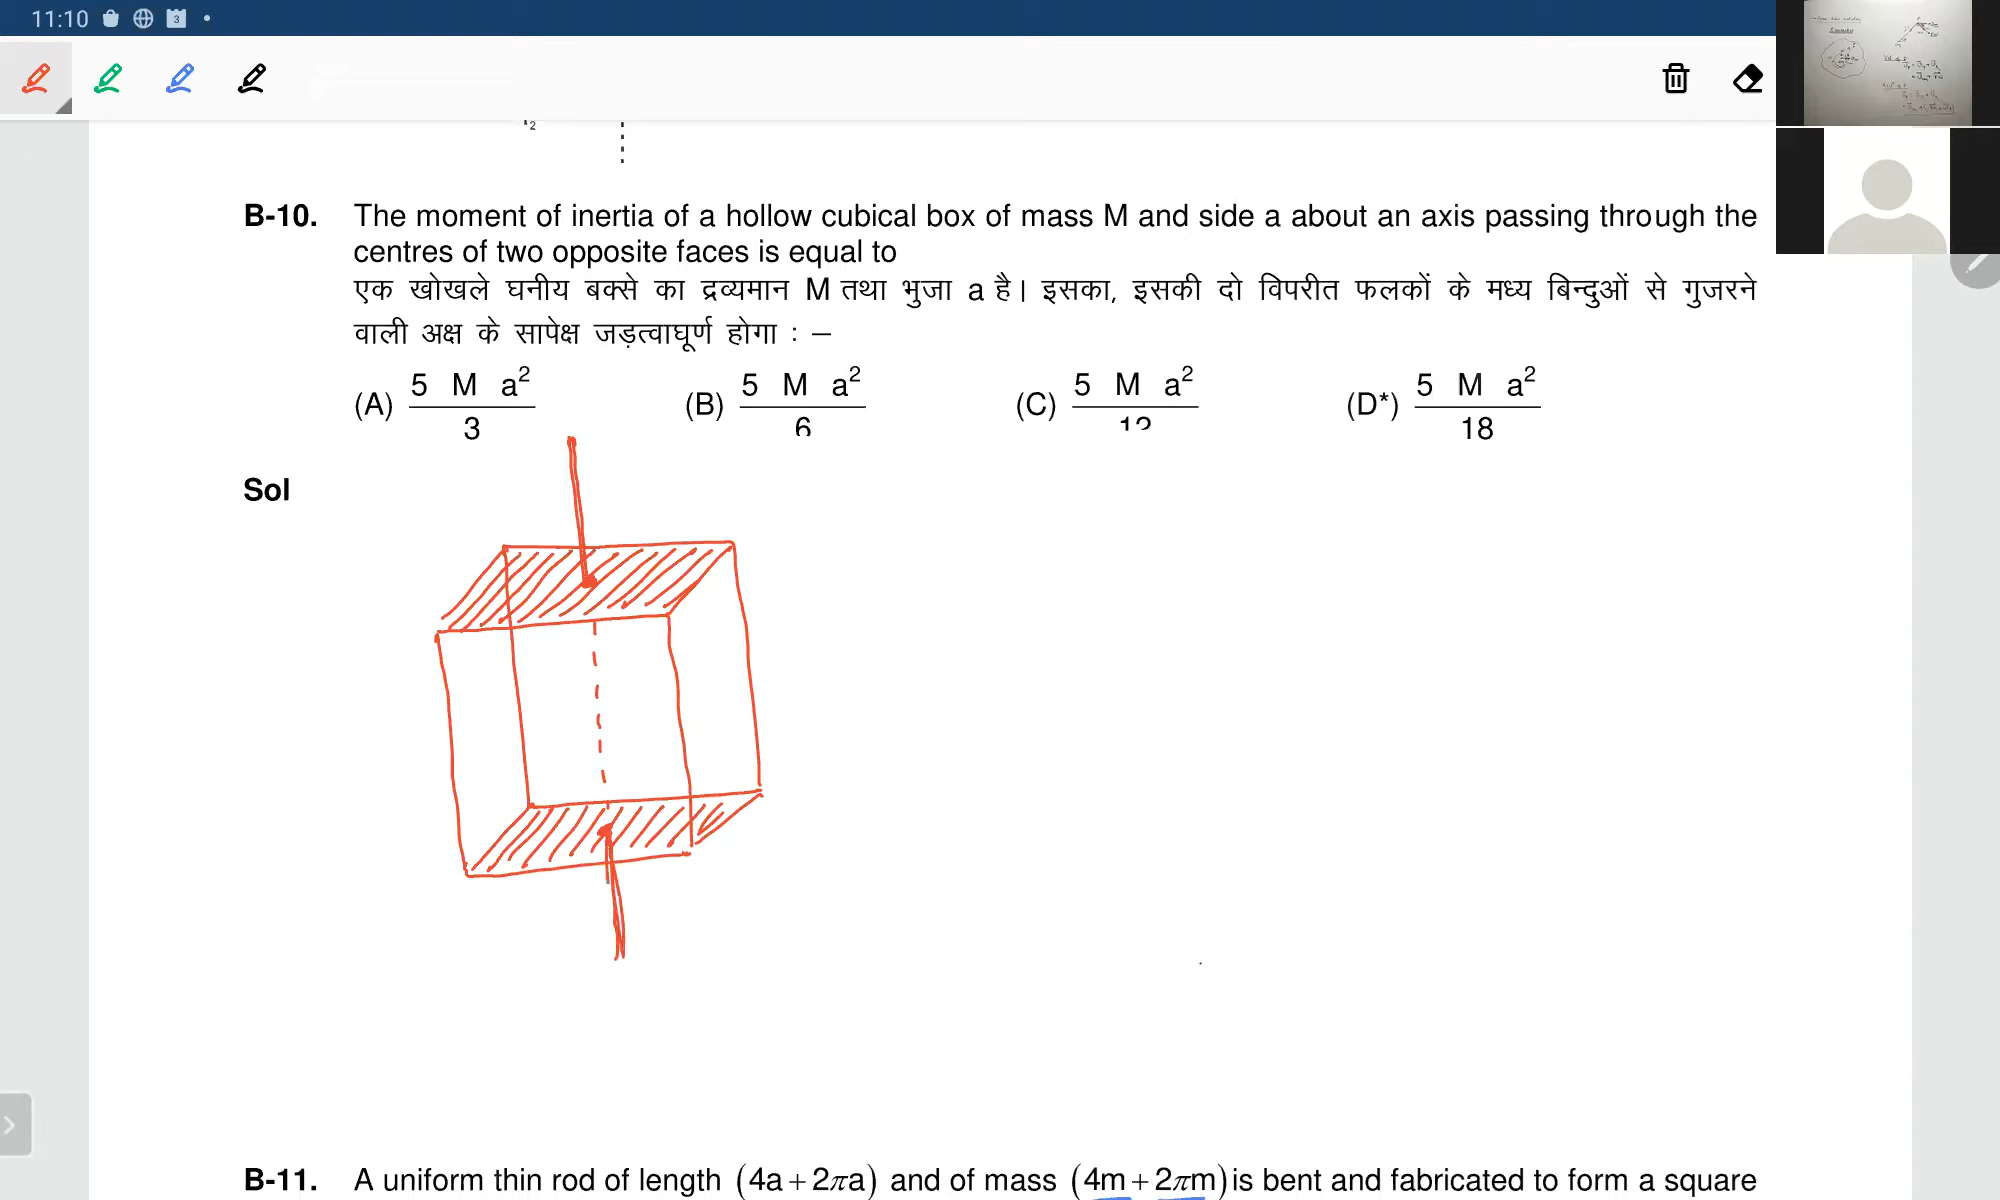 11:10
3
B-10. The moment of inertia of a hollow cubical box of mass M and side a about an axis passing through the
centres of two opposite faces is equal to
एक खोखले घनीय बक्से का द्रव्यमान M तथा भुजा a है। इसका, इसकी दो विपरीत फलकों के मध्य बिन्दुओं से गुजरने
वाली अक्ष के सापेक्ष जड़त्वाघूर्ण होगा : –
(A) 5 M a² / 3 (B) 5 M a² / 6 (C) 5 M a² / 12 (D*) 5 M a² / 18
Sol
B-11. A uniform thin rod of length (4a + 2πa) and of mass (4m + 2πm) is bent and fabricated to form a square